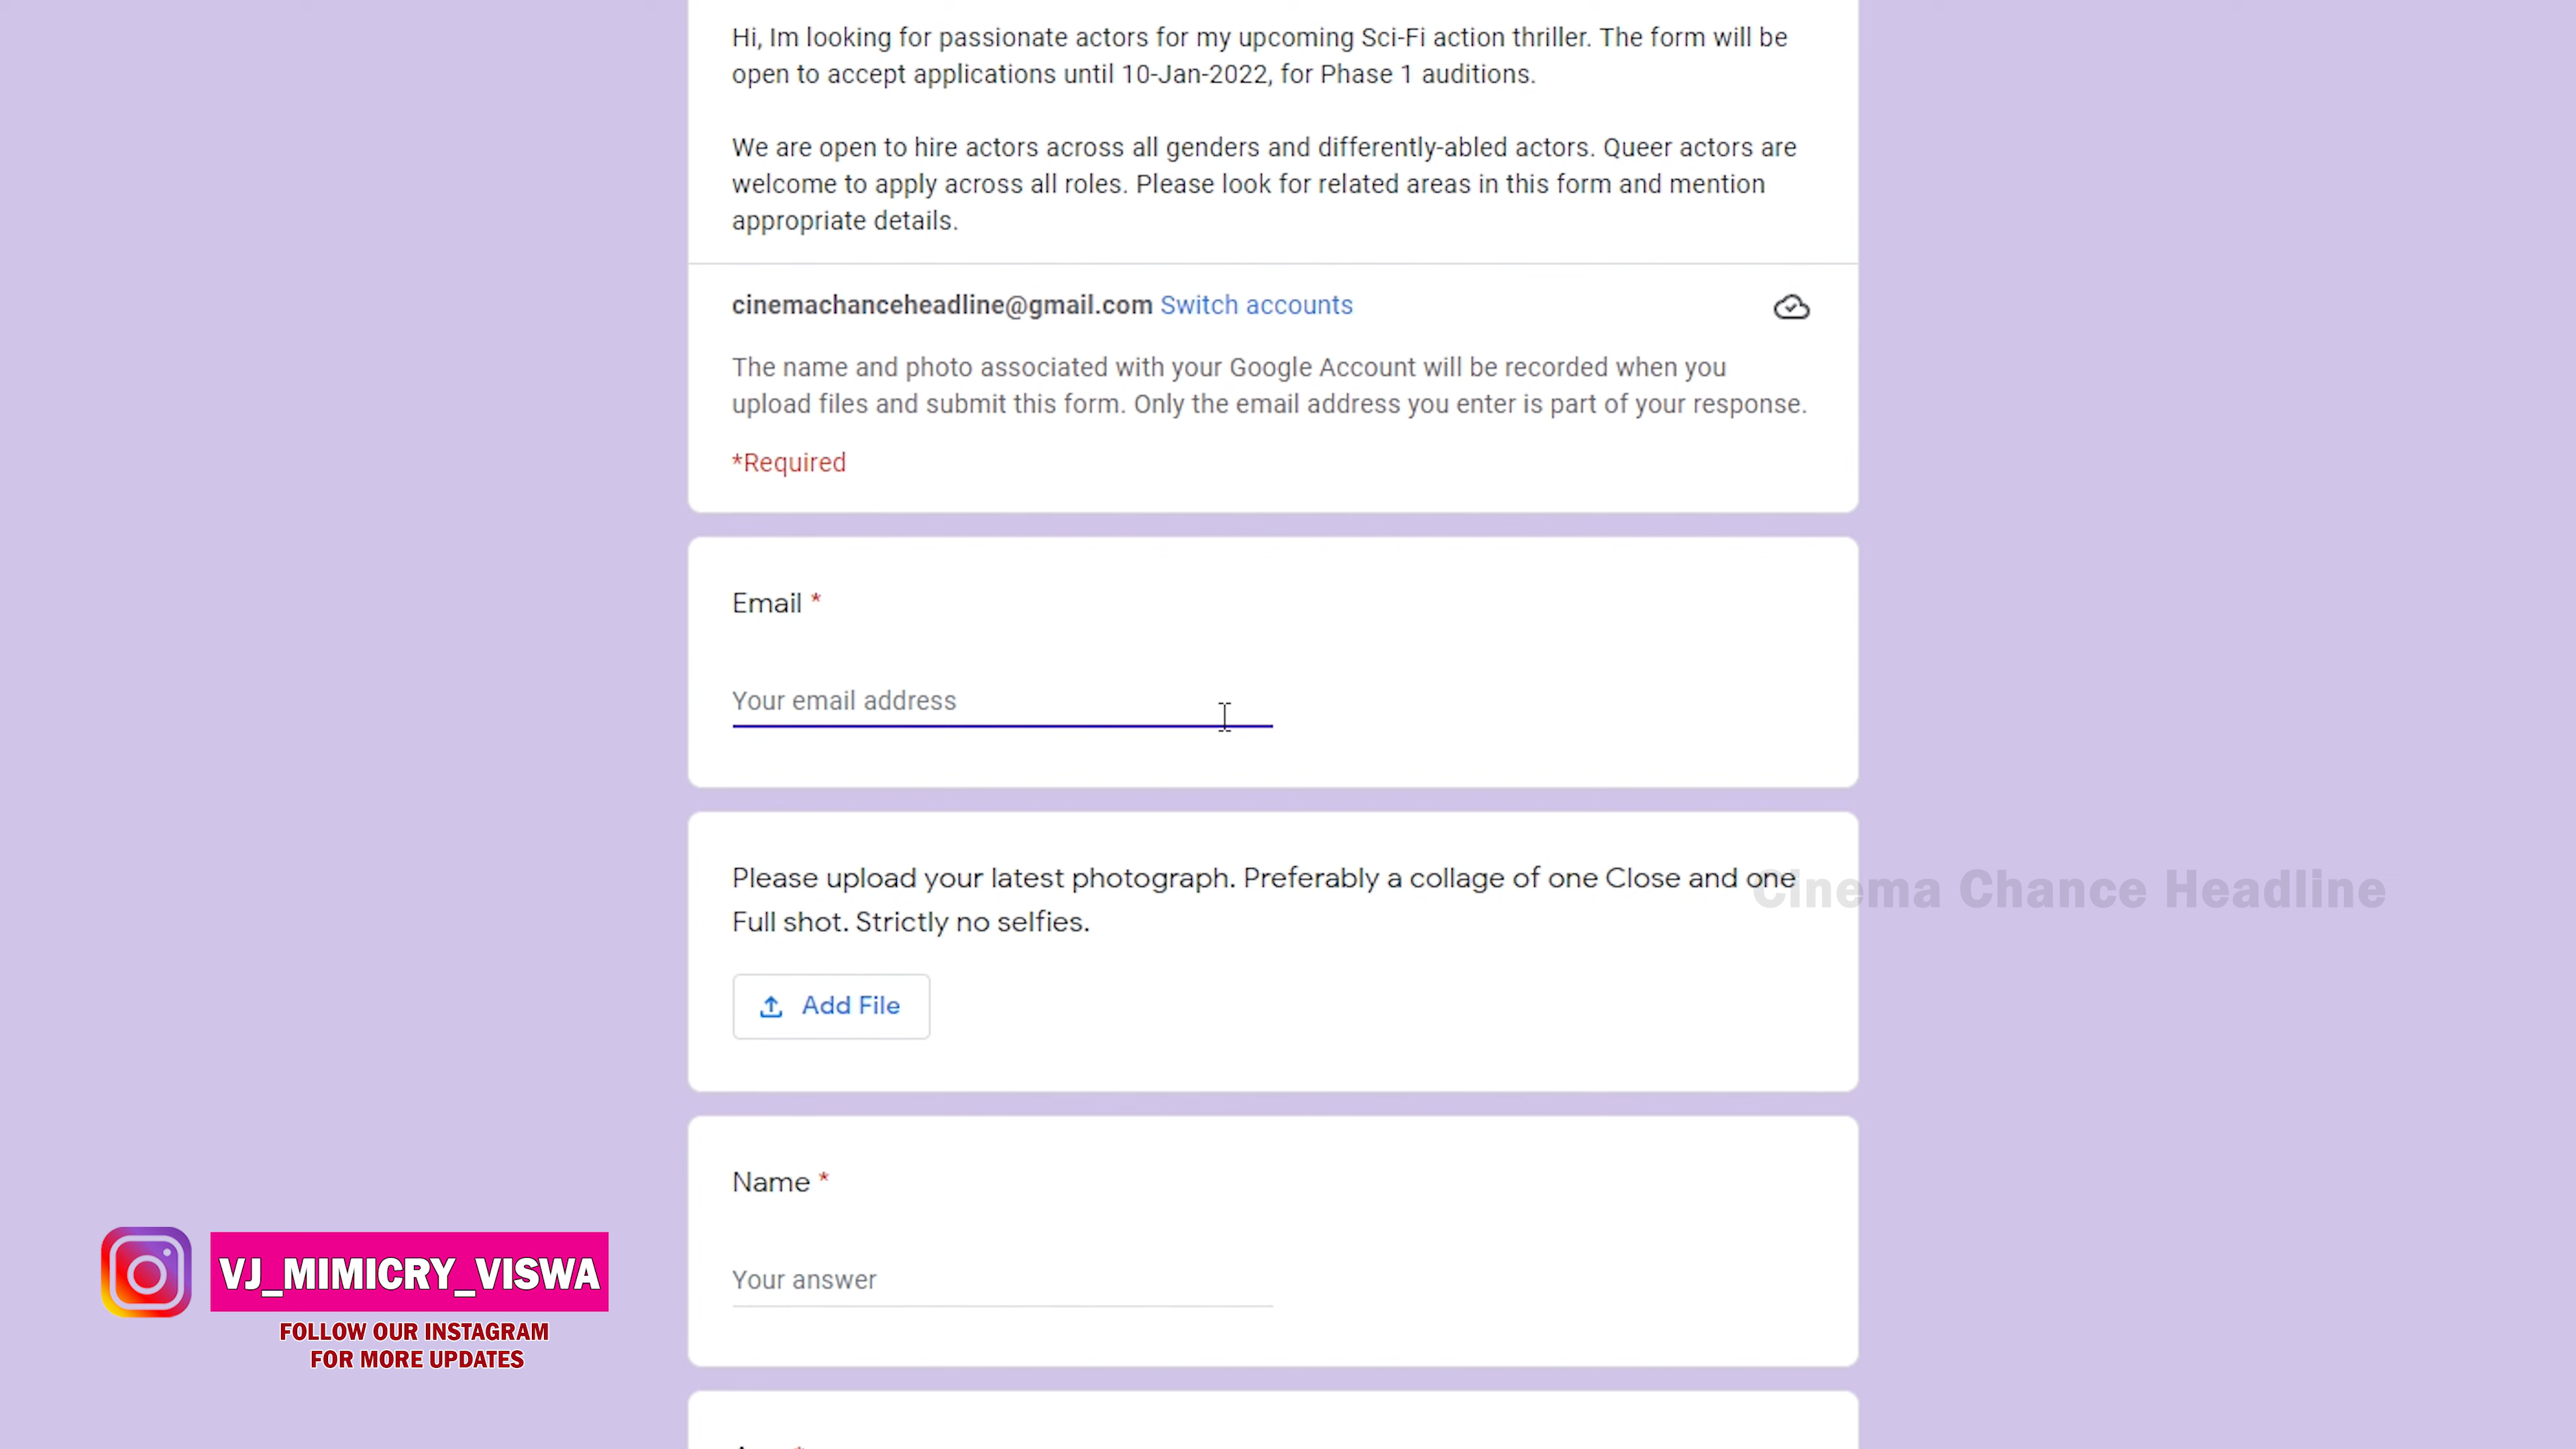 Hi, Im looking for passionate actors for my upcoming Sci-Fi action thriller. The form will be
open to accept applications until 10-Jan-2022, for Phase 1 auditions.
We are open to hire actors across all genders and differently-abled actors. Queer actors are
welcome to apply across all roles. Please look for related areas in this form and mention
appropriate details.
cinemachanceheadline@gmail.com Switch accounts
The name and photo associated with your Google Account will be recorded when you
upload files and submit this form. Only the email address you enter is part of your response.
*Required
Email *
Your email address
Please upload your latest photograph. Preferably a collage of one Close and one
Full shot. Strictly no selfies.
Cinema Chance Headline
Add File
Name *
Your answer
VJ_MIMICRY_VISWA
FOLLOW OUR INSTAGRAM
FOR MORE UPDATES